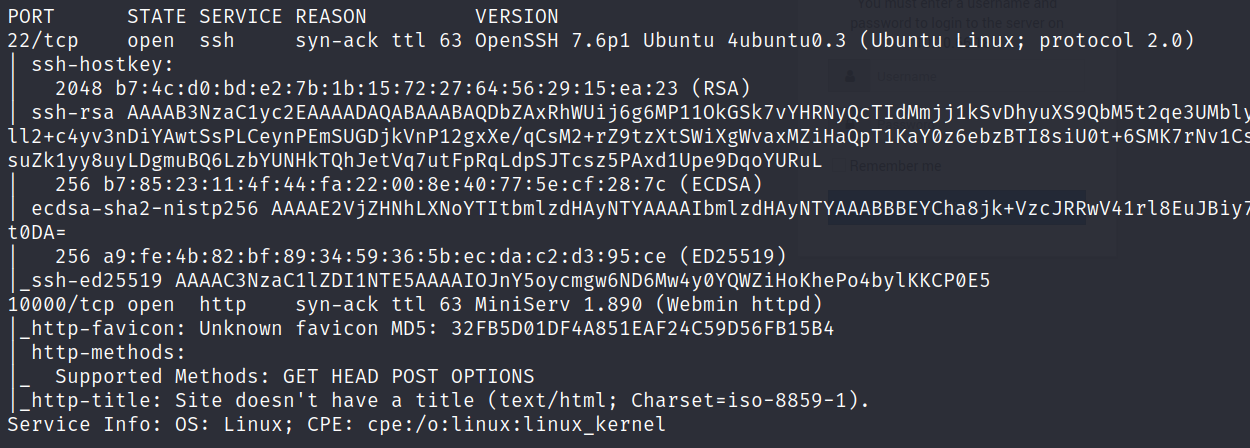 PORT STATE SERVICE REASON VERSION
22/tcp open ssh syn-ack ttl 63 OpenSSH 7.6p1 Ubuntu 4ubuntu0.3 (Ubuntu Linux; protocol 2.0)
| ssh-hostkey:
| 2048 b7:4c:d0:bd:e2:7b:1b:15:72:27:64:56:29:15:ea:23 (RSA)
| ssh-rsa AAAAB3NzaC1yc2EAAAADAQABAAABAQDbZAxRhWUij6g6MP11OkGSk7vYHRNyQcTIdMmjj1kSvDhyuXS9QbM5t2qe3UMbly
ll2+c4yv3nDiYAwtSsPLCeynPEmSUGDjkVnP12gxXe/qCsM2+rZ9tzXtSWiXgWvaxMZiHaQpT1KaY0z6ebzBTI8siU0t+6SMK7rNv1Cs
suZk1yy8uyLDgmuBQ6LzbYUNHkTQhJetVq7utFpRqLdpSJTcsz5PAxd1Upe9DqoYURuL
| 256 b7:85:23:11:4f:44:fa:22:00:8e:40:77:5e:cf:28:7c (ECDSA)
| ecdsa-sha2-nistp256 AAAAE2VjZHNhLXNoYTItbmlzdHAyNTYAAAAIbmlzdHAyNTYAAABBBEYCha8jk+VzcJRRwV41rl8EuJBiy7
t0DA=
| 256 a9:fe:4b:82:bf:89:34:59:36:5b:ec:da:c2:d3:95:ce (ED25519)
|_ssh-ed25519 AAAAC3NzaC1lZDI1NTE5AAAAIOJnY5oycmgw6ND6Mw4y0YQWZiHoKhePo4bylKKCP0E5
10000/tcp open http syn-ack ttl 63 MiniServ 1.890 (Webmin httpd)
|_http-favicon: Unknown favicon MD5: 32FB5D01DF4A851EAF24C59D56FB15B4
| http-methods:
|_ Supported Methods: GET HEAD POST OPTIONS
|_http-title: Site doesn't have a title (text/html; Charset=iso-8859-1).
Service Info: OS: Linux; CPE: cpe:/o:linux:linux_kernel
You must enter a username and
password to login to the server on
Username
Remember me